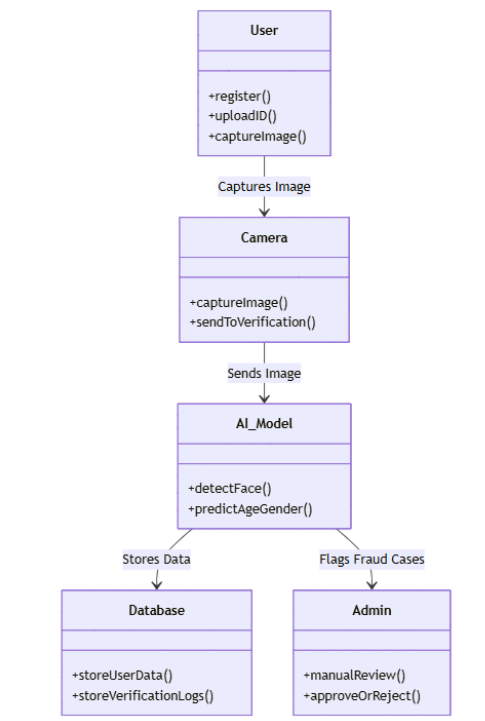 User
+register()
+uploadID()
+captureImage()
Captures Image
Camera
+captureImage()
+sendToVerification()
Sends Image
AI_Model
+detectFace()
+predictAgeGender()
Stores Data
Flags Fraud Cases
Database
+storeUserData()
+storeVerificationLogs()
Admin
+manualReview()
+approveOrReject()